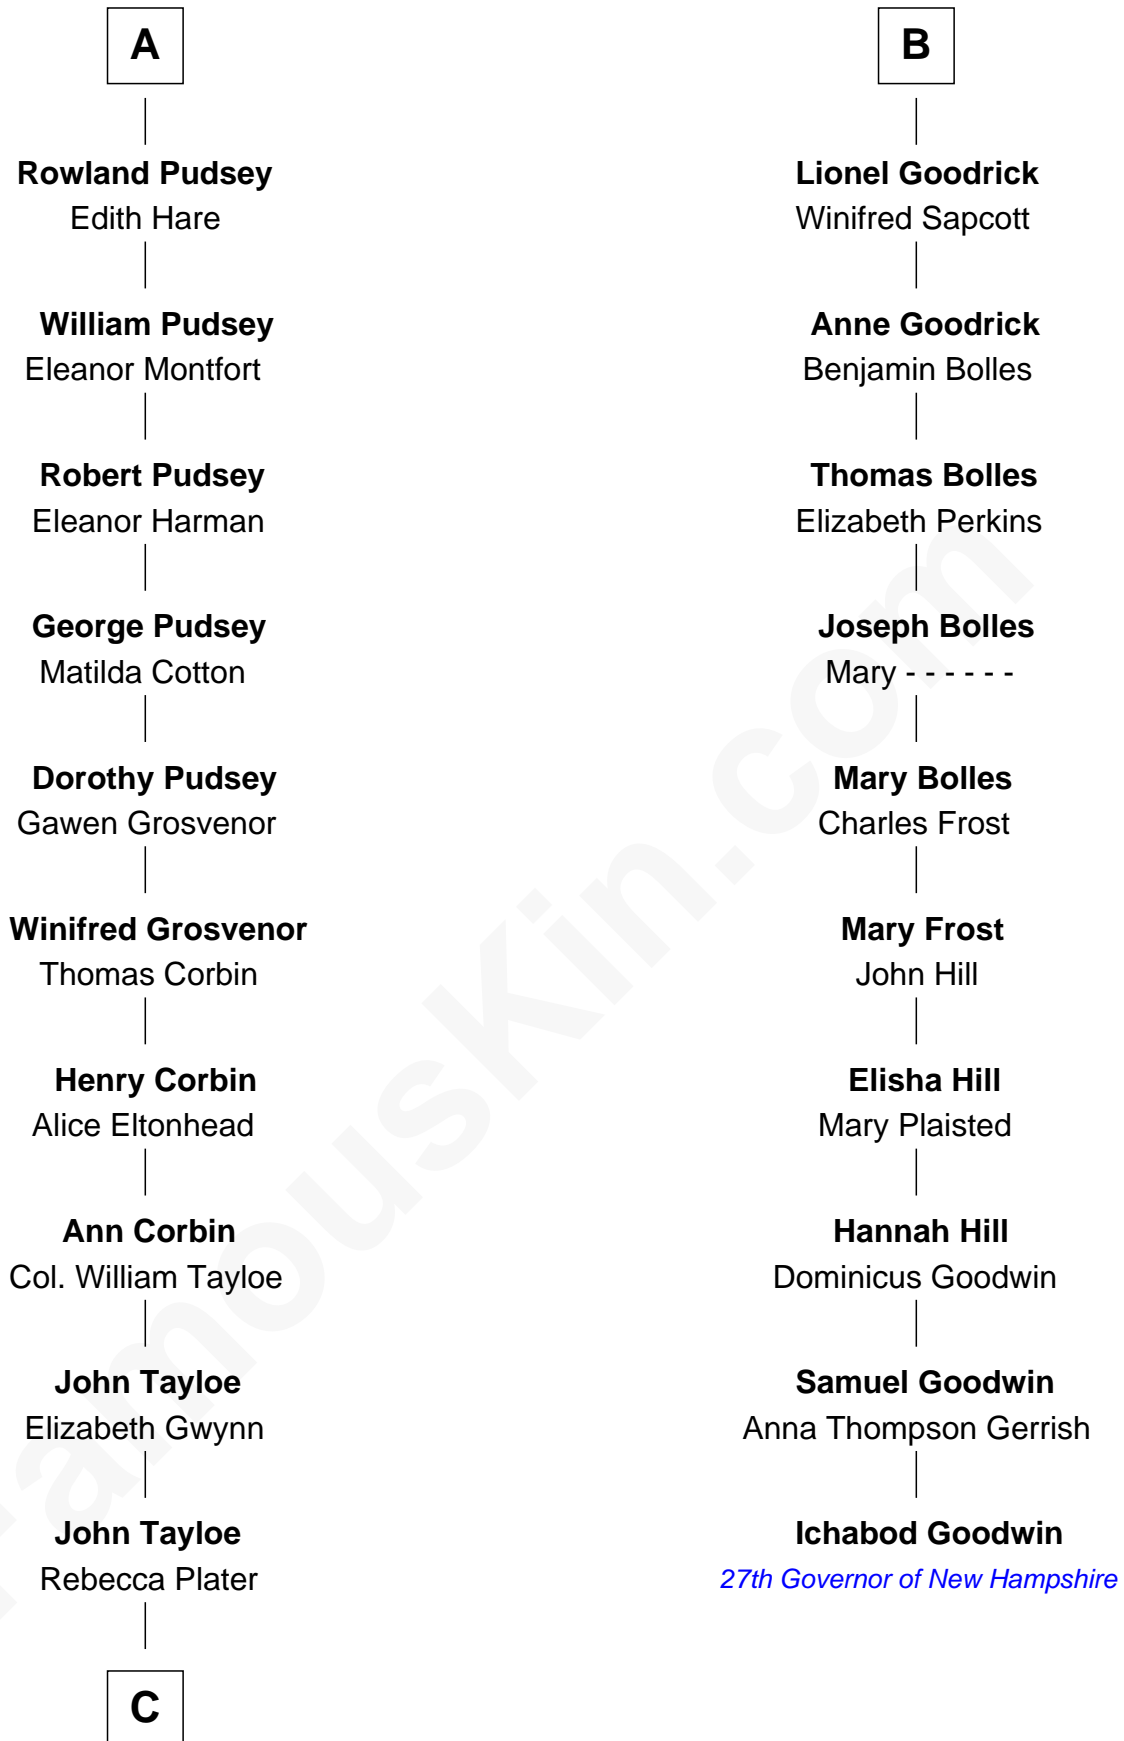 A
Rowland Pudsey
Edith Hare
William Pudsey
Eleanor Montfort
Robert Pudsey
Eleanor Harman
George Pudsey
Matilda Cotton
Dorothy Pudsey
Gawen Grosvenor
Winifred Grosvenor
Thomas Corbin
Henry Corbin
Alice Eltonhead
Ann Corbin
Col. William Tayloe
John Tayloe
Elizabeth Gwynn
John Tayloe
Rebecca Plater
C
B
Lionel Goodrick
Winifred Sapcott
Anne Goodrick
Benjamin Bolles
Thomas Bolles
Elizabeth Perkins
Joseph Bolles
Mary - - - - - -
Mary Bolles
Charles Frost
Mary Frost
John Hill
Elisha Hill
Mary Plaisted
Hannah Hill
Dominicus Goodwin
Samuel Goodwin
Anna Thompson Gerrish
Ichabod Goodwin
27th Governor of New Hampshire
FamousKin.com